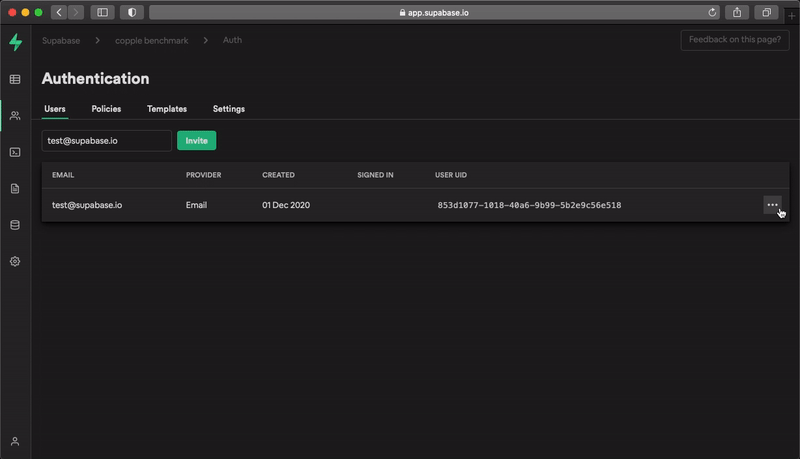 app.supabase.io
Supabase > copple benchmark > Auth
Feedback on this page?
Authentication
Users Policies Templates Settings
test@supabase.io Invite
EMAIL PROVIDER CREATED SIGNED IN USER UID
test@supabase.io Email 01 Dec 2020 853d1077-1018-40a6-9b99-5b2e9c56e518